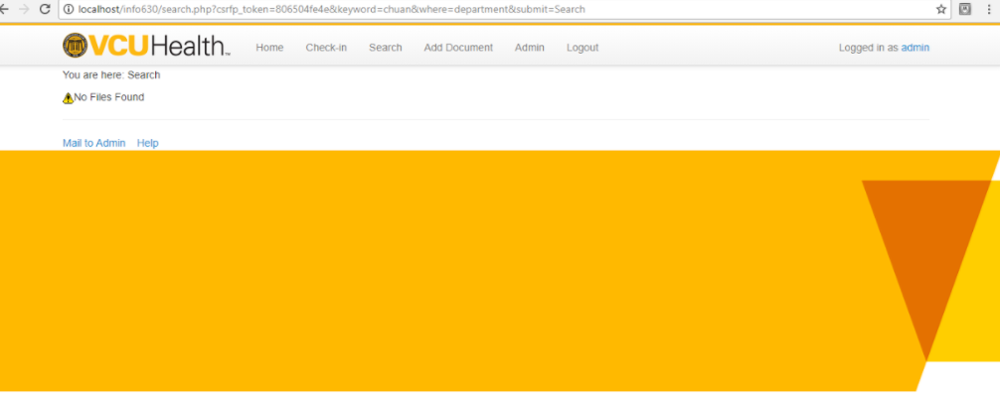 localhost/info630/search.php?csrfp_token=806504fe4e&keyword=chuan&where=department&submit=Search
VCUHealth™ Home Check-in Search Add Document Admin Logout Logged in as admin
You are here: Search
No Files Found
Mail to Admin Help